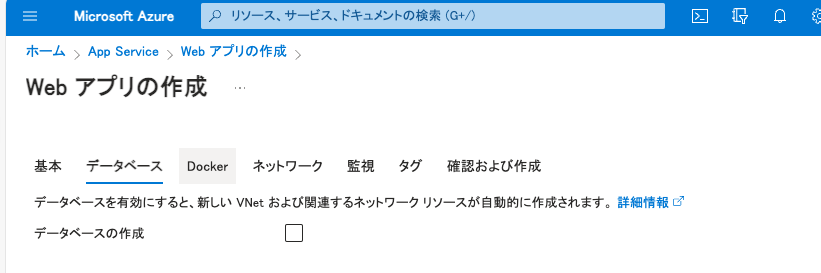 Microsoft Azure
リソース、サービス、ドキュメントの検索 (G+/)
ホーム > App Service > Web アプリの作成 >
Web アプリの作成 ...
基本 データベース Docker ネットワーク 監視 タグ 確認および作成
データベースを有効にすると、新しい VNet および関連するネットワーク リソースが自動的に作成されます。 詳細情報
データベースの作成